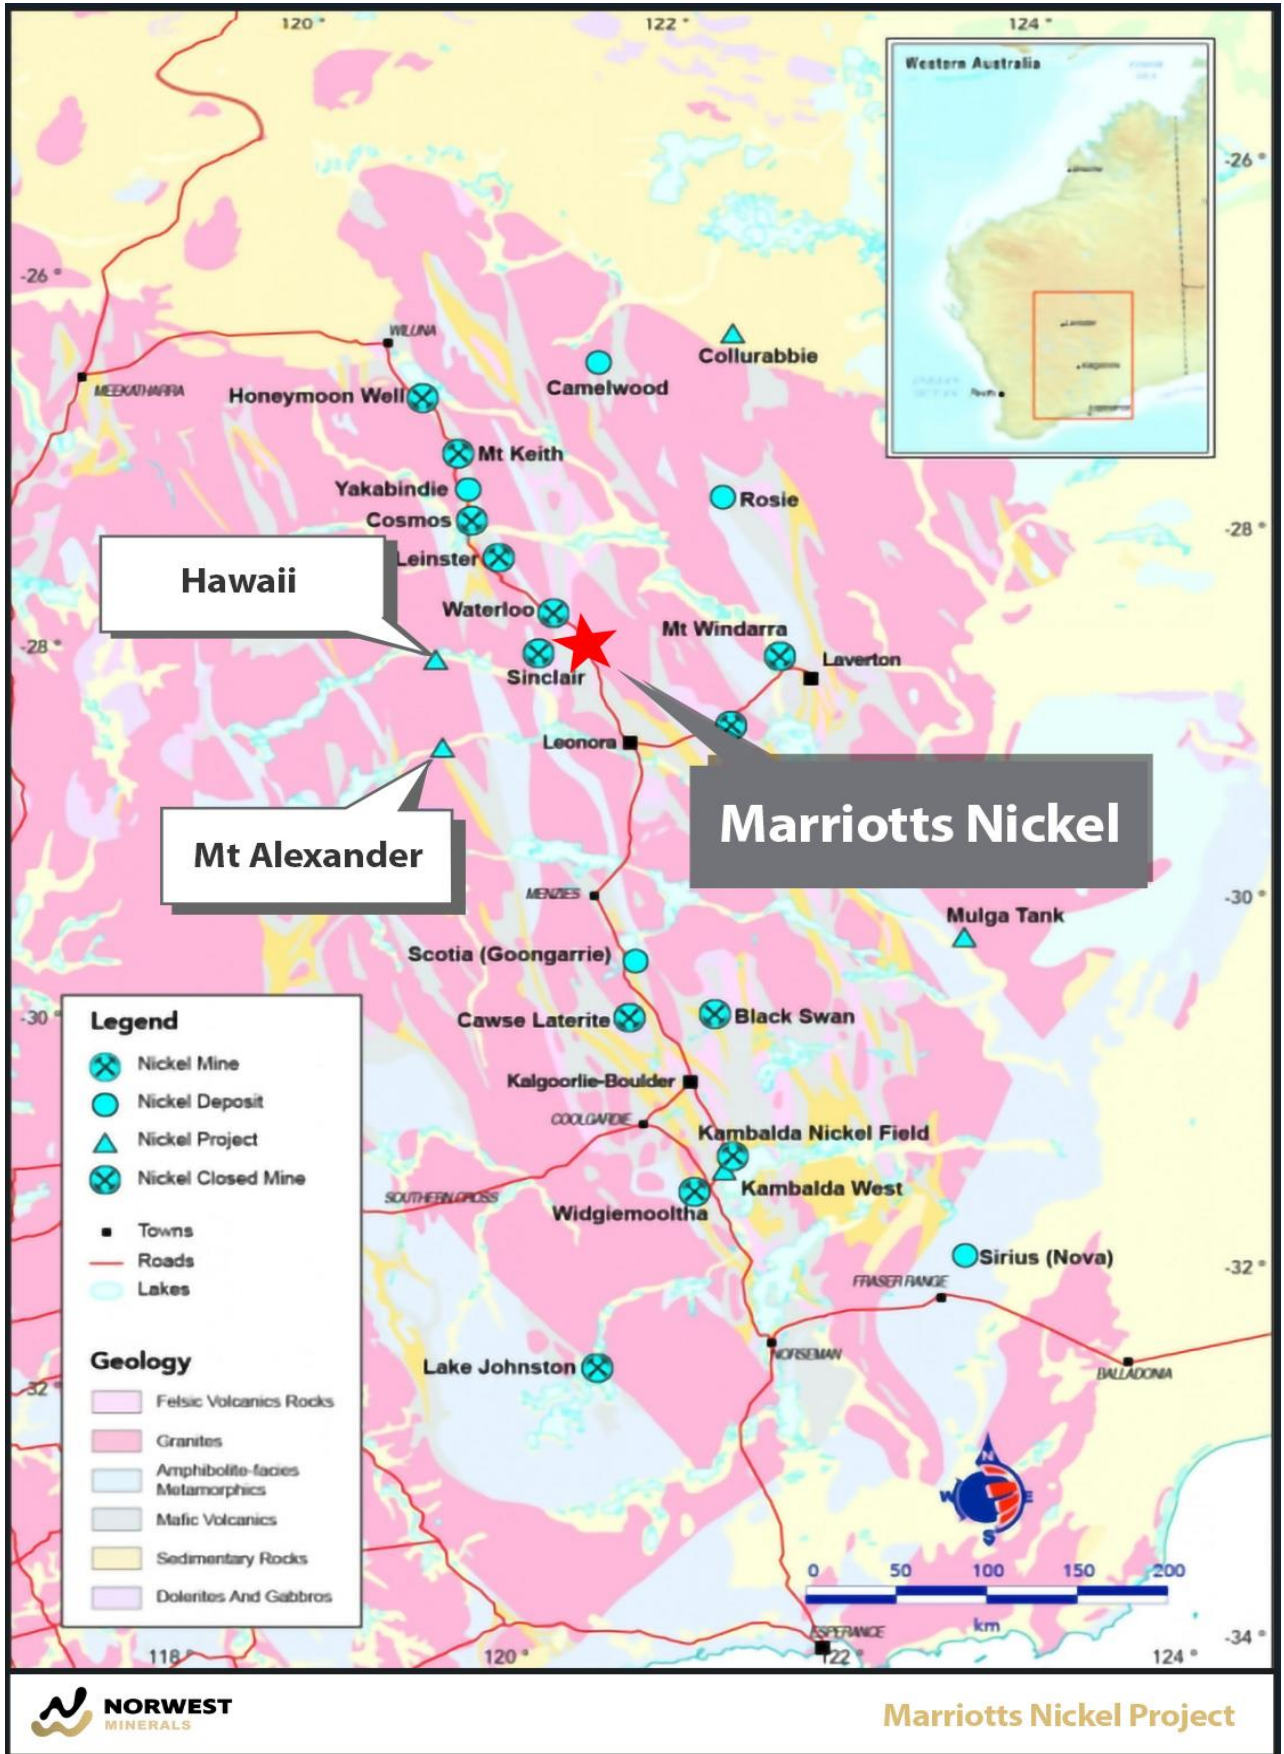 120 °
122 °
124 °
Western Australia
-26 °
-26 °
WILUNA
Collurabbie
MEEKATHARRA
Camelwood
Honeymoon Well
Perth
Mt Keith
Yakabindie
Rosie
Cosmos
-28 °
Leinster
Hawaii
Waterloo
Mt Windarra
-28 °
Laverton
Sinclair
Leonora
Marriotts Nickel
Mt Alexander
MENZIES
-30 °
Mulga Tank
Scotia (Goongarrie)
-30 °
Cawse Laterite
Black Swan
Legend
Nickel Mine
Nickel Deposit
Nickel Project
Nickel Closed Mine
Towns
Roads
Lakes
Kalgoorlie-Boulder
COOLGARDIE
Kambalda Nickel Field
Kambalda West
SOUTHERN CROSS
Widgiemooltha
Sirius (Nova)
-32 °
FRASER RANGE
NORSEMAN
BALLADONIA
Lake Johnston
32 °
Geology
Felsic Volcanics Rocks
Granites
Amphibolite-facies
Metamorphics
Mafic Volcanics
Sedimentary Rocks
Dolerites And Gabbros
N
W
E
S
0 50 100 150 200
km
ESPERANCE
-34 °
118 °
120 °
122 °
124 °
NORWEST
MINERALS
Marriotts Nickel Project